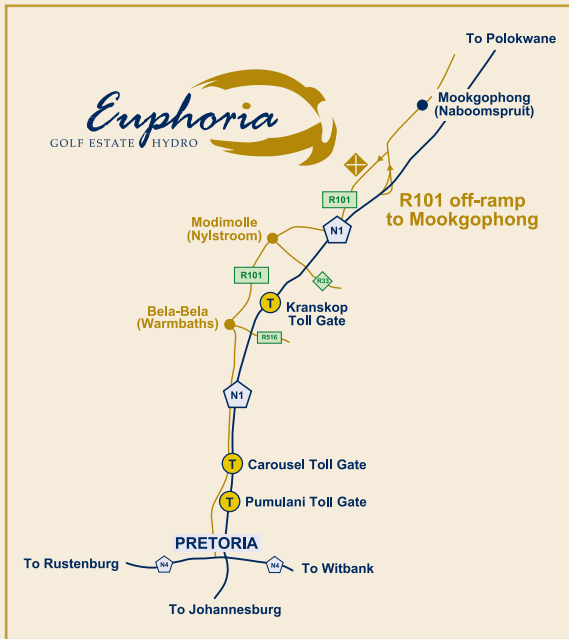 To Polokwane
Mookgophong
(Naboomspruit)
Euphoria
GOLF ESTATE HYDRO
R101
R101 off-ramp
to Mookgophong
Modimolle
(Nylstroom)
N1
R101
R33
T
Kranskop
Toll Gate
Bela-Bela
(Warmbaths)
R516
N1
T
Carousel Toll Gate
T
Pumulani Toll Gate
PRETORIA
To Rustenburg
N4
N4
To Witbank
To Johannesburg